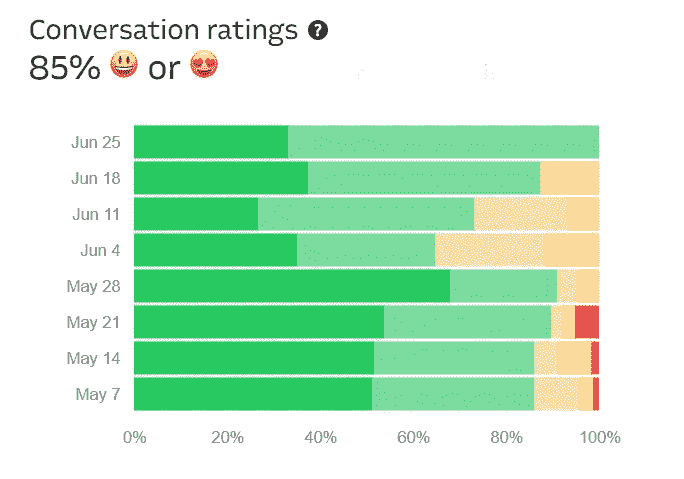 Conversation ratings ?
85% 😃 or 😍
Jun 25
Jun 18
Jun 11
Jun 4
May 28
May 21
May 14
May 7
0% 20% 40% 60% 80% 100%